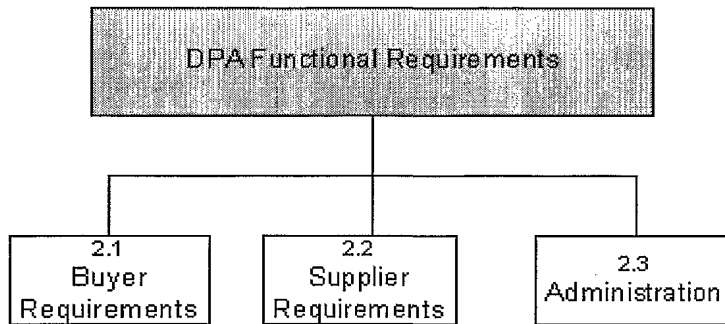 DPA Functional Requirements
2.1
Buyer
Requirements
2.2
Supplier
Requirements
2.3
Administration